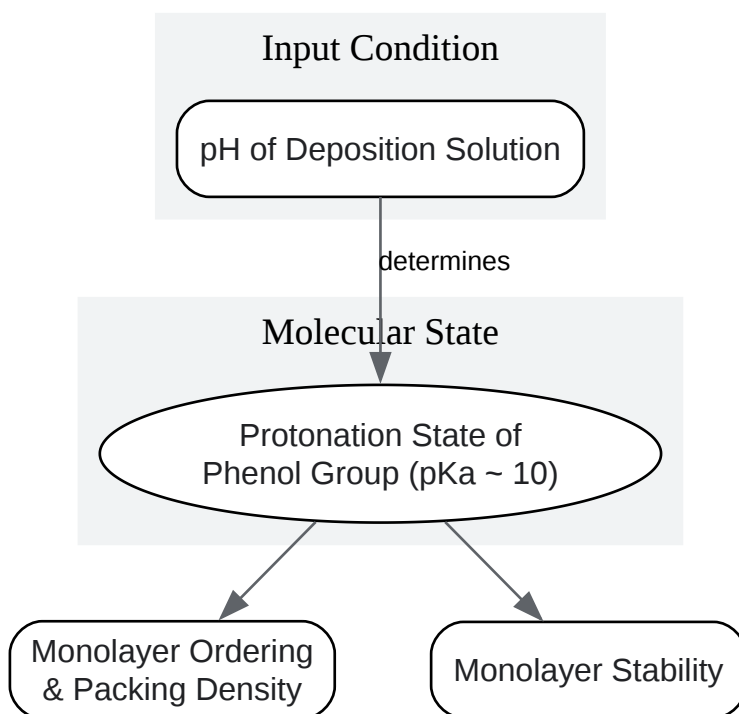 Input Condition
pH of Deposition Solution
determines
Molecular State
Protonation State of
Phenol Group (pKa ~ 10)
Monolayer Ordering
& Packing Density
Monolayer Stability